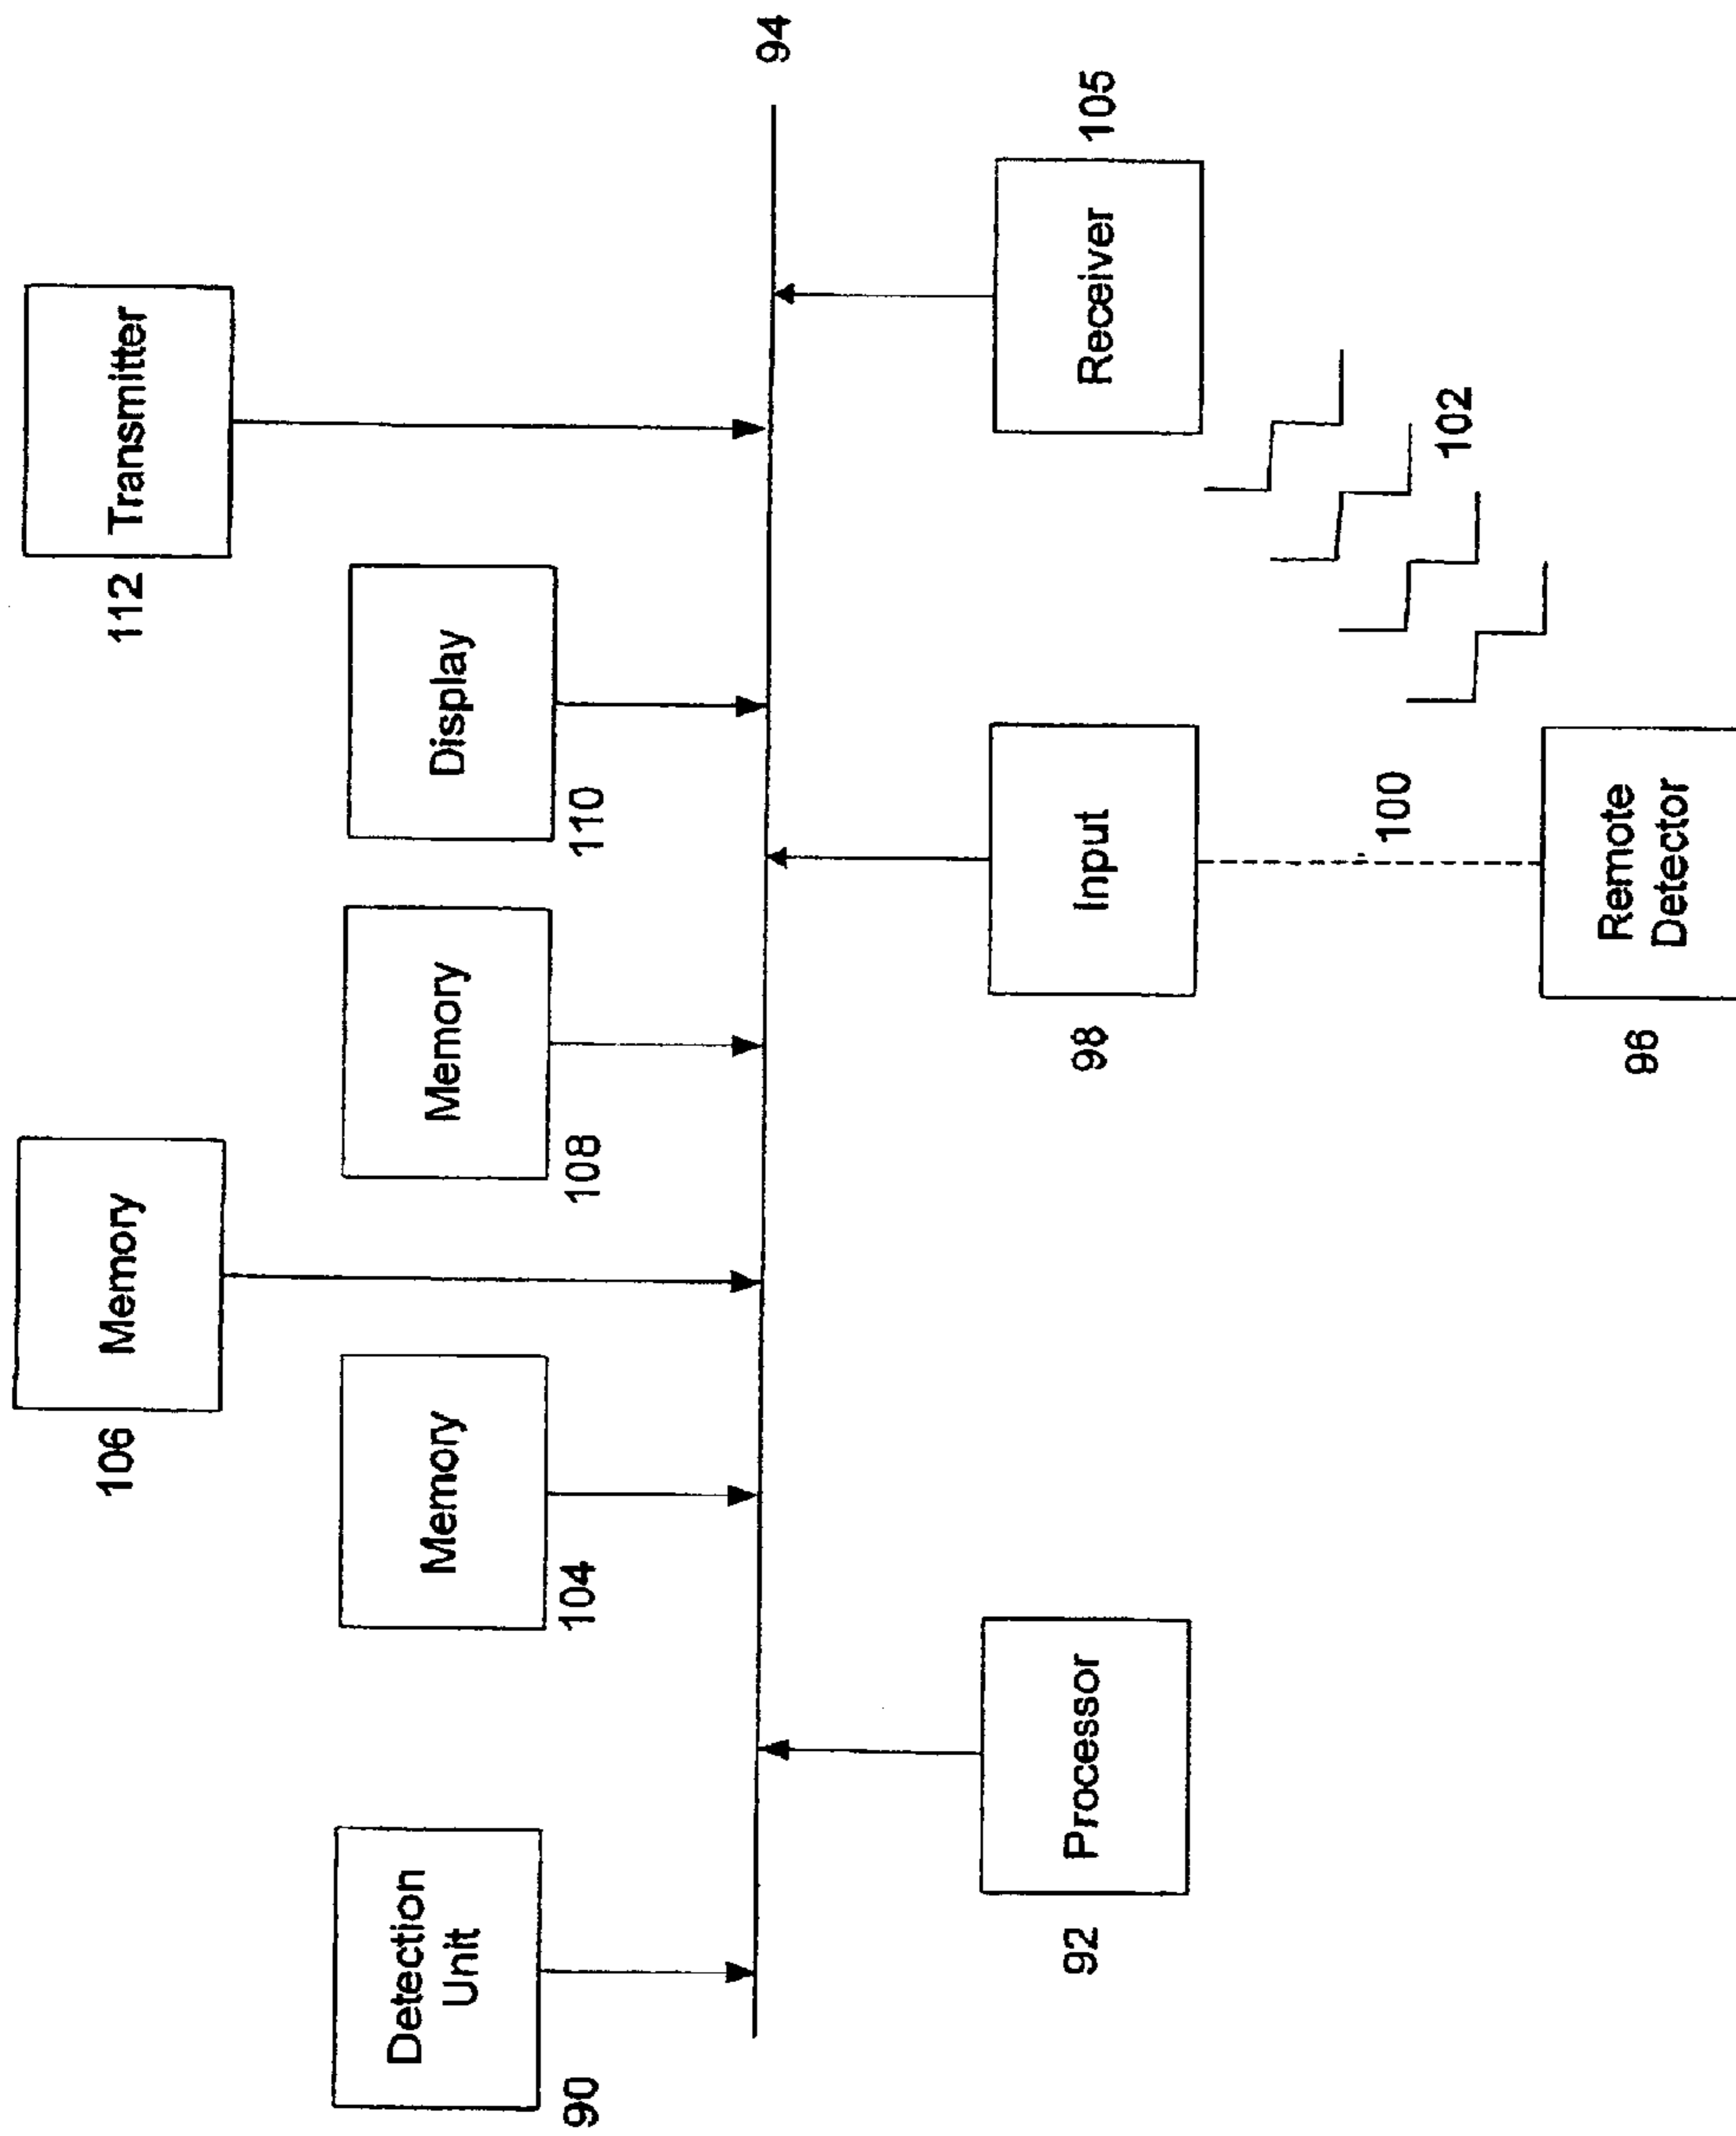 106
Memory
112
Transmitter
Detection
Unit
90
Memory
104
Memory
108
Display
110
94
92
Processor
98
Input
Receiver
105
100
102
96
Remote
Detector